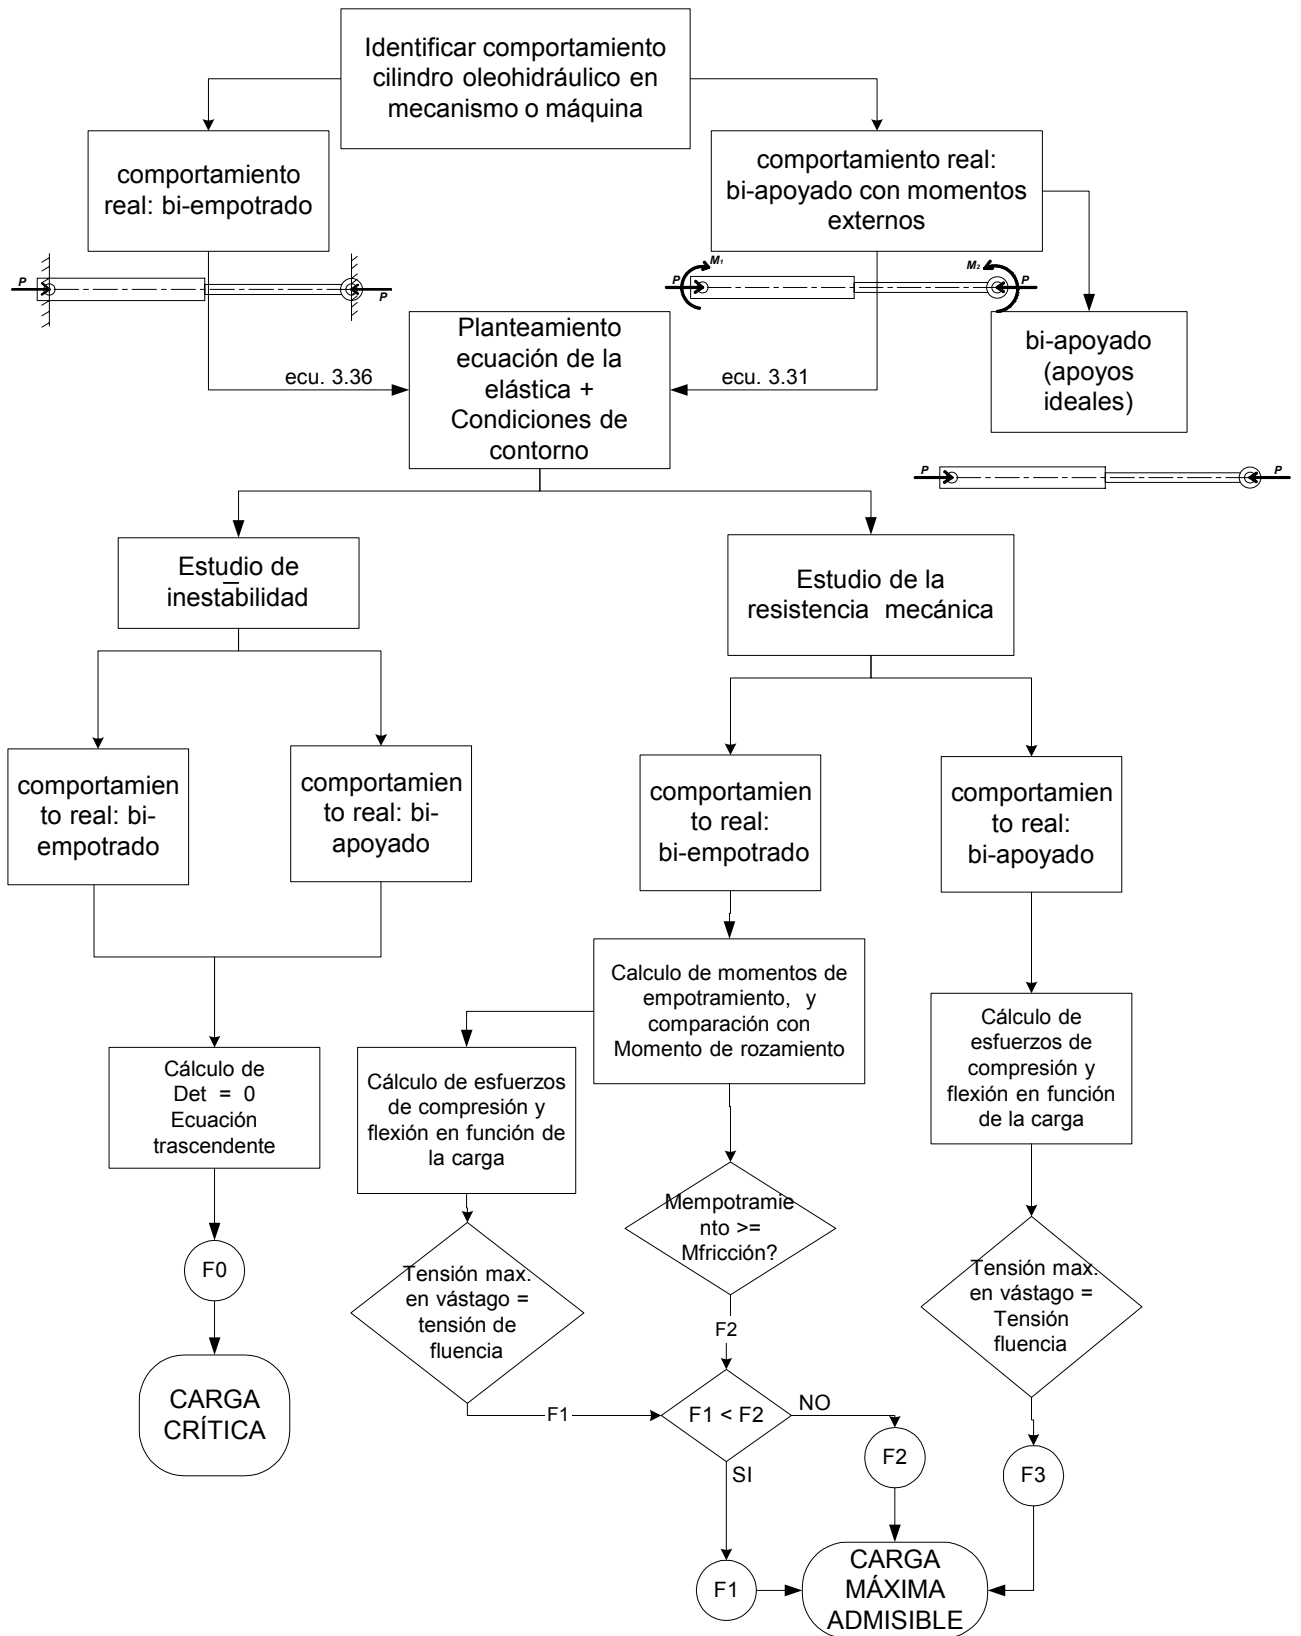 Identificar comportamiento
cilindro oleohidráulico en
mecanismo o máquina
comportamiento
real: bi-empotrado
comportamiento real:
bi-apoyado con momentos
externos
P
P
P
M₁
M₂
P
Planteamiento
ecuación de la
elástica +
Condiciones de
contorno
ecu. 3.36
ecu. 3.31
bi-apoyado
(apoyos
ideales)
P
P
Estudio de
inestabilidad
Estudio de la
resistencia mecánica
comportamien
to real: bi-
empotrado
comportamien
to real: bi-
apoyado
comportamien
to real:
bi-empotrado
comportamien
to real:
bi-apoyado
Calculo de momentos de
empotramiento, y
comparación con
Momento de rozamiento
Cálculo de
esfuerzos de
compresión y
flexión en función
de la carga
Cálculo de
Det = 0
Ecuación
trascendente
Cálculo de esfuerzos
de compresión y
flexión en función de
la carga
Mempotramie
nto >=
Mfricción?
F0
Tensión max.
en vástago =
tensión de
fluencia
Tensión max.
en vástago =
Tensión
fluencia
F2
CARGA
CRÍTICA
F1
F1 < F2
NO
SI
F2
F3
F1
CARGA
MÁXIMA
ADMISIBLE